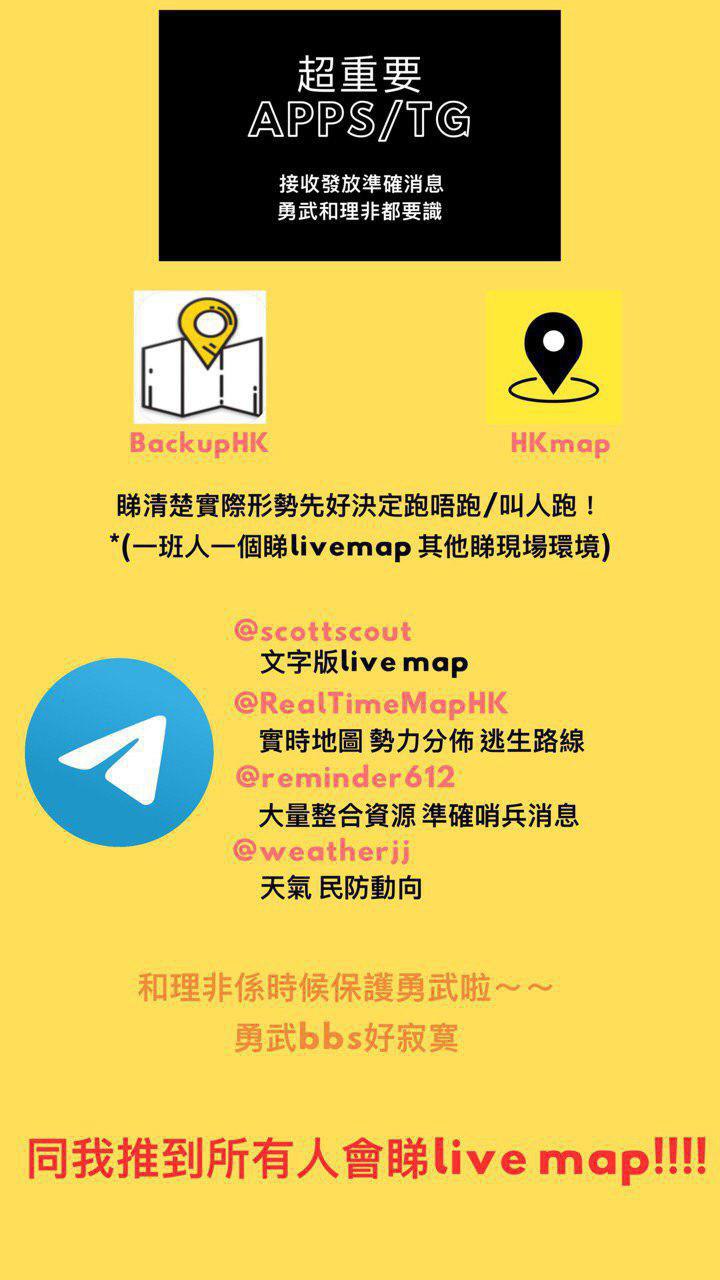 超重要
APPS/TG
接收發放準確消息
勇武和理非都要識
BackupHK
HKmap
睇清楚實際形勢先好決定跑唔跑/叫人跑！
*(一班人一個睇livemap 其他睇現場環境)
@scottscout
文字版live map
@RealTimeMapHK
實時地圖 勢力分佈 逃生路線
@reminder612
大量整合資源 準確哨兵消息
@weatherjj
天氣 民防動向
和理非係時候保護勇武啦～～
勇武bbs好寂寞
同我推到所有人會睇live map!!!!